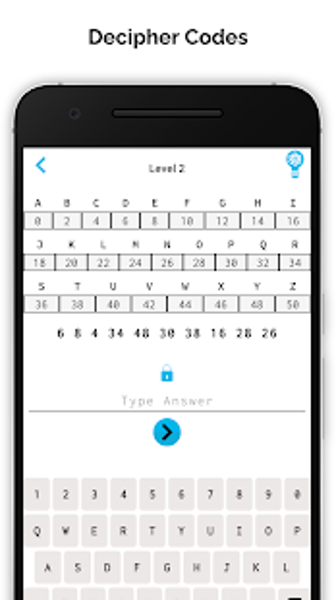 Decipher Codes
Level 2
A B C D E F G H I
0 2 4 6 8 10 12 14 16
J K L M N O P Q R
18 20 22 24 26 28 30 32 34
S T U V W X Y Z
36 38 40 42 44 46 48 50
6 8 4 34 48 30 38 16 28 26
Type Answer
1 2 3 4 5 6 7 8 9 0
Q W E R T Y U I O P
A S D F G H J K L